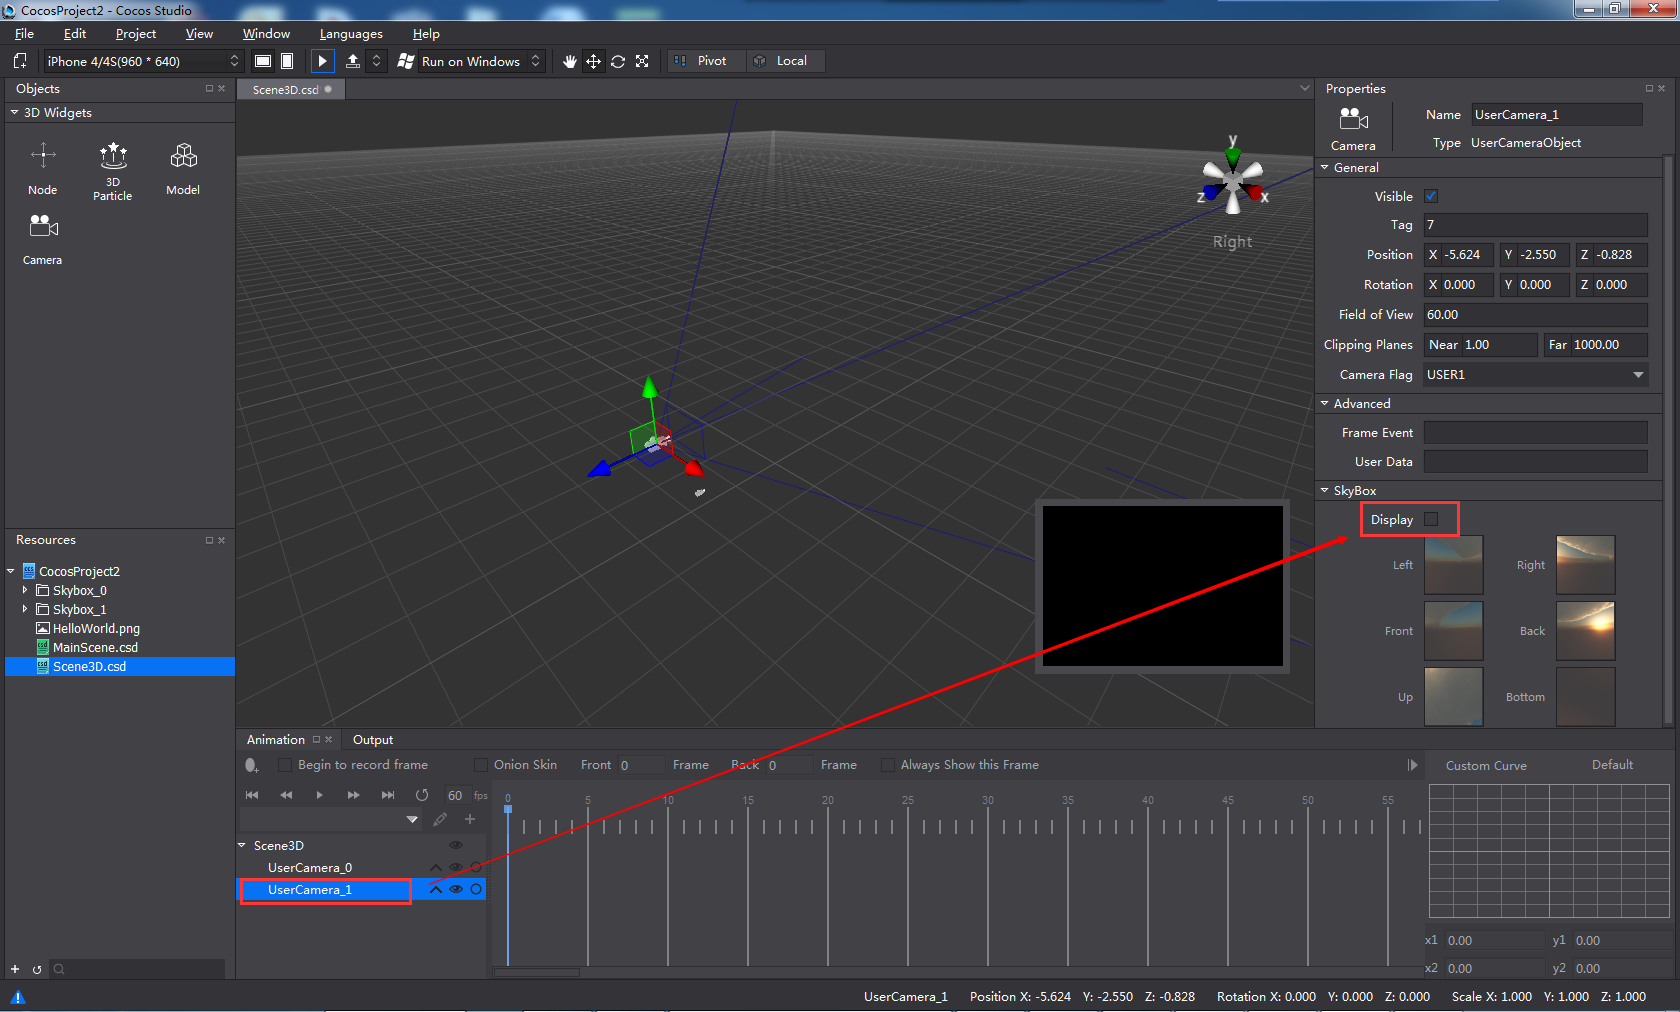 CocosProject2 - Cocos Studio
File Edit Project View Window Languages Help
iPhone 4/4S(960 * 640) Run on Windows Pivot Local
Objects
3D Widgets
Node
3D Particle
Model
Camera
Resources
CocosProject2
Skybox_0
Skybox_1
HelloWorld.png
MainScene.csd
Scene3D.csd
Scene3D.csd
y
z
x
Right
Properties
Camera
Name UserCamera_1
Type UserCameraObject
General
Visible
Tag 7
Position X -5.624 Y -2.550 Z -0.828
Rotation X 0.000 Y 0.000 Z 0.000
Field of View 60.00
Clipping Planes Near 1.00 Far 1000.00
Camera Flag USER1
Advanced
Frame Event
User Data
SkyBox
Display
Left Right
Front Back
Up Bottom
Animation Output
Begin to record frame Onion Skin Front 0 Frame Back 0 Frame Always Show this Frame
60 fps
0 5 10 15 20 25 30 35 40 45 50 55
Scene3D
UserCamera_0
UserCamera_1
Custom Curve Default
x1 0.00 y1 0.00
x2 0.00 y2 0.00
UserCamera_1 Position X: -5.624 Y: -2.550 Z: -0.828 Rotation X: 0.000 Y: 0.000 Z: 0.000 Scale X: 1.000 Y: 1.000 Z: 1.000